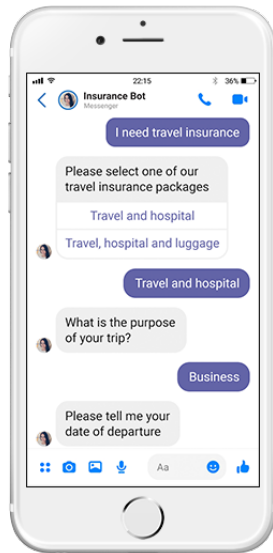 22:15
36%
Insurance Bot
Messenger
I need travel insurance
Please select one of our
travel insurance packages
Travel and hospital
Travel, hospital and luggage
Travel and hospital
What is the purpose
of your trip?
Business
Please tell me your
date of departure
Aa